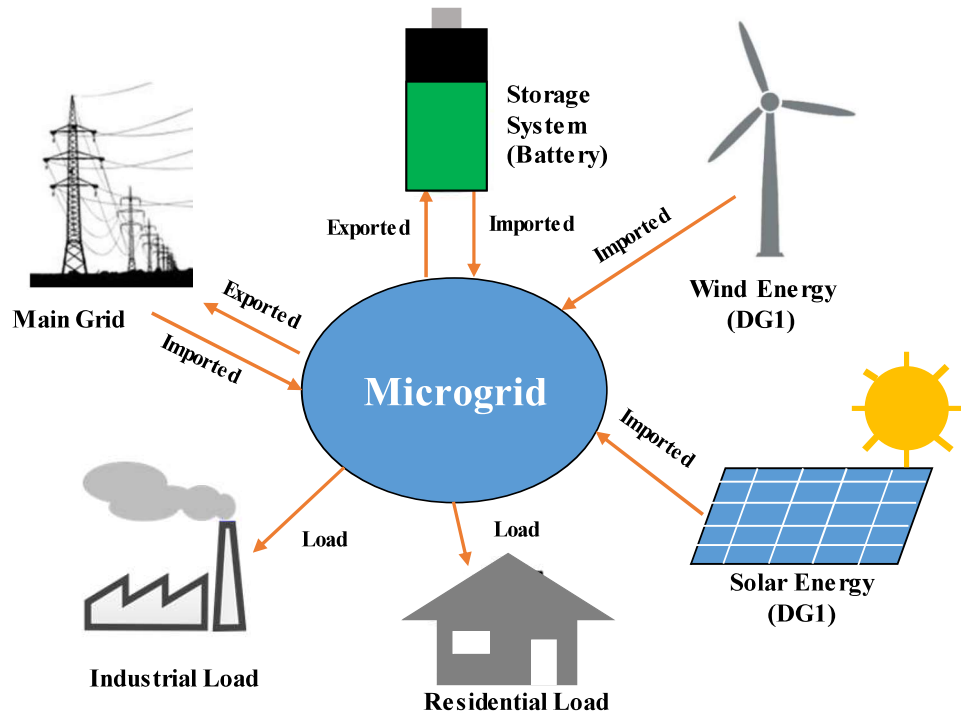 Storage
System
(Battery)
Exported
Imported
Imported
Wind Energy
(DG1)
Main Grid
Exported
Imported
Microgrid
Imported
Solar Energy
(DG1)
Load
Load
Industrial Load
Residential Load